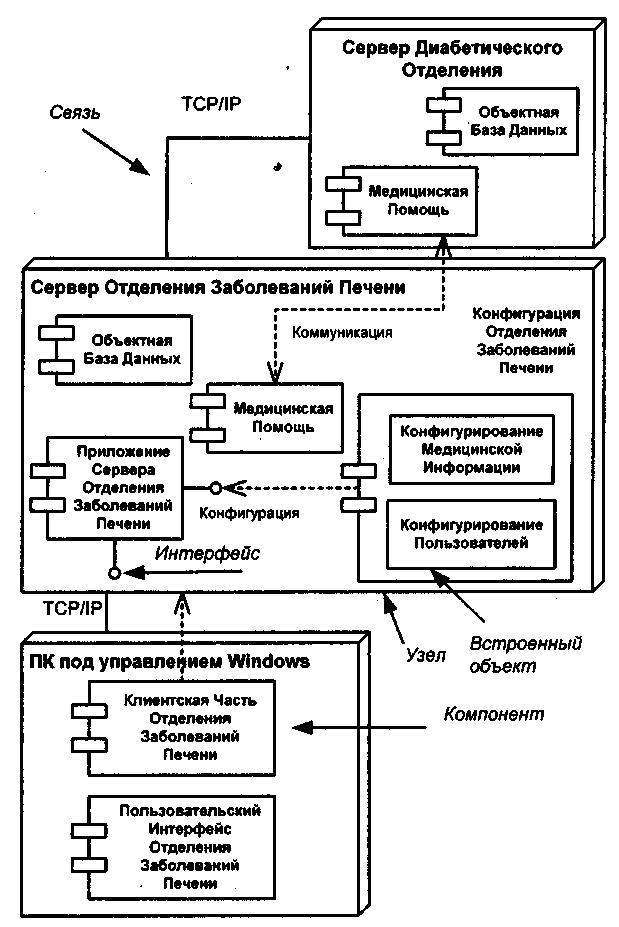 Сервер Диабетического
Отделения
TCP/IP
Связь
Объектная
База Данных
Медицинская
Помощь
Сервер Отделения Заболеваний Печени
Конфигурация
Отделения
Заболеваний
Печени
Коммуникация
Объектная
База Данных
Медицинская
Помощь
Приложение
Сервера
Отделения
Заболеваний
Печени
Конфигурация
Конфигурирование
Медицинской
Информации
Конфигурирование
Пользователей
Интерфейс
TCP/IP
Узел
Встроенный
объект
ПК под управлением Windows
Клиентская Часть
Отделения
Заболеваний
Печени
Компонент
Пользовательский
Интерфейс
Отделения
Заболеваний
Печени